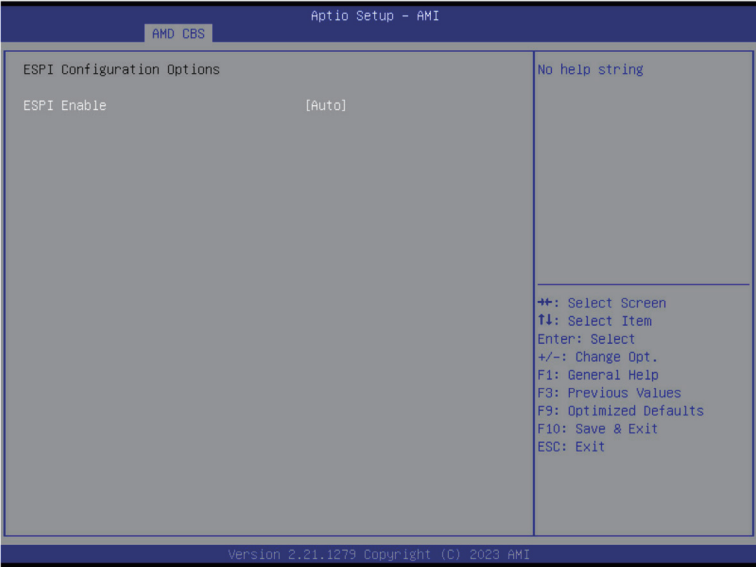 Aptio Setup – AMI
AMD CBS
ESPI Configuration Options
ESPI Enable [Auto]
No help string
→←: Select Screen
↑↓: Select Item
Enter: Select
+/-: Change Opt.
F1: General Help
F3: Previous Values
F9: Optimized Defaults
F10: Save & Exit
ESC: Exit
Version 2.21.1279 Copyright (C) 2023 AMI